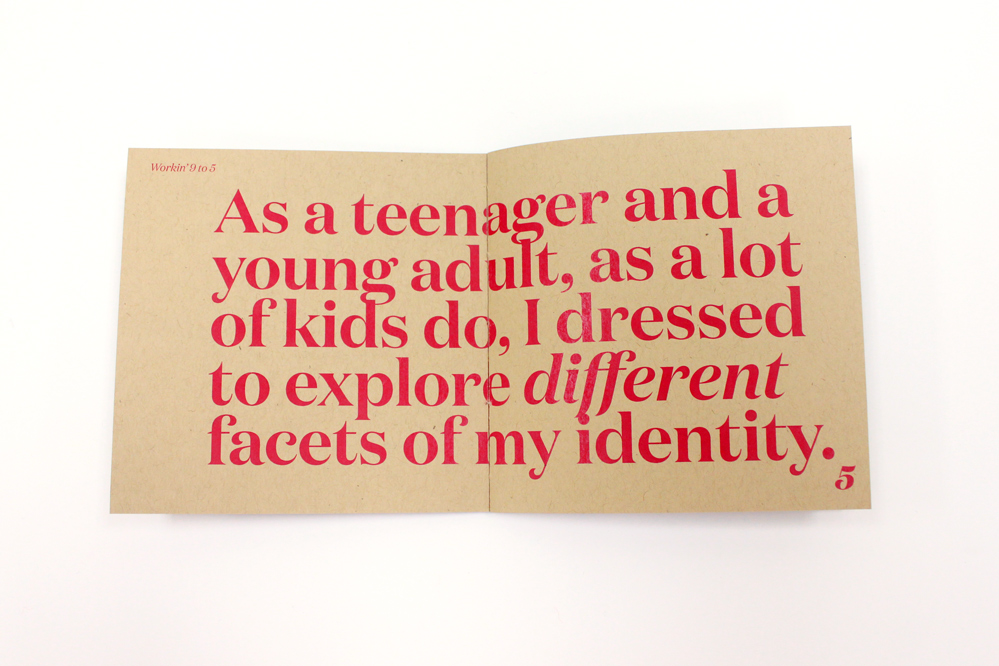 Workin' 9 to 5
As a teenager and a
young adult, as a lot
of kids do, I dressed
to explore different
facets of my identity.
5